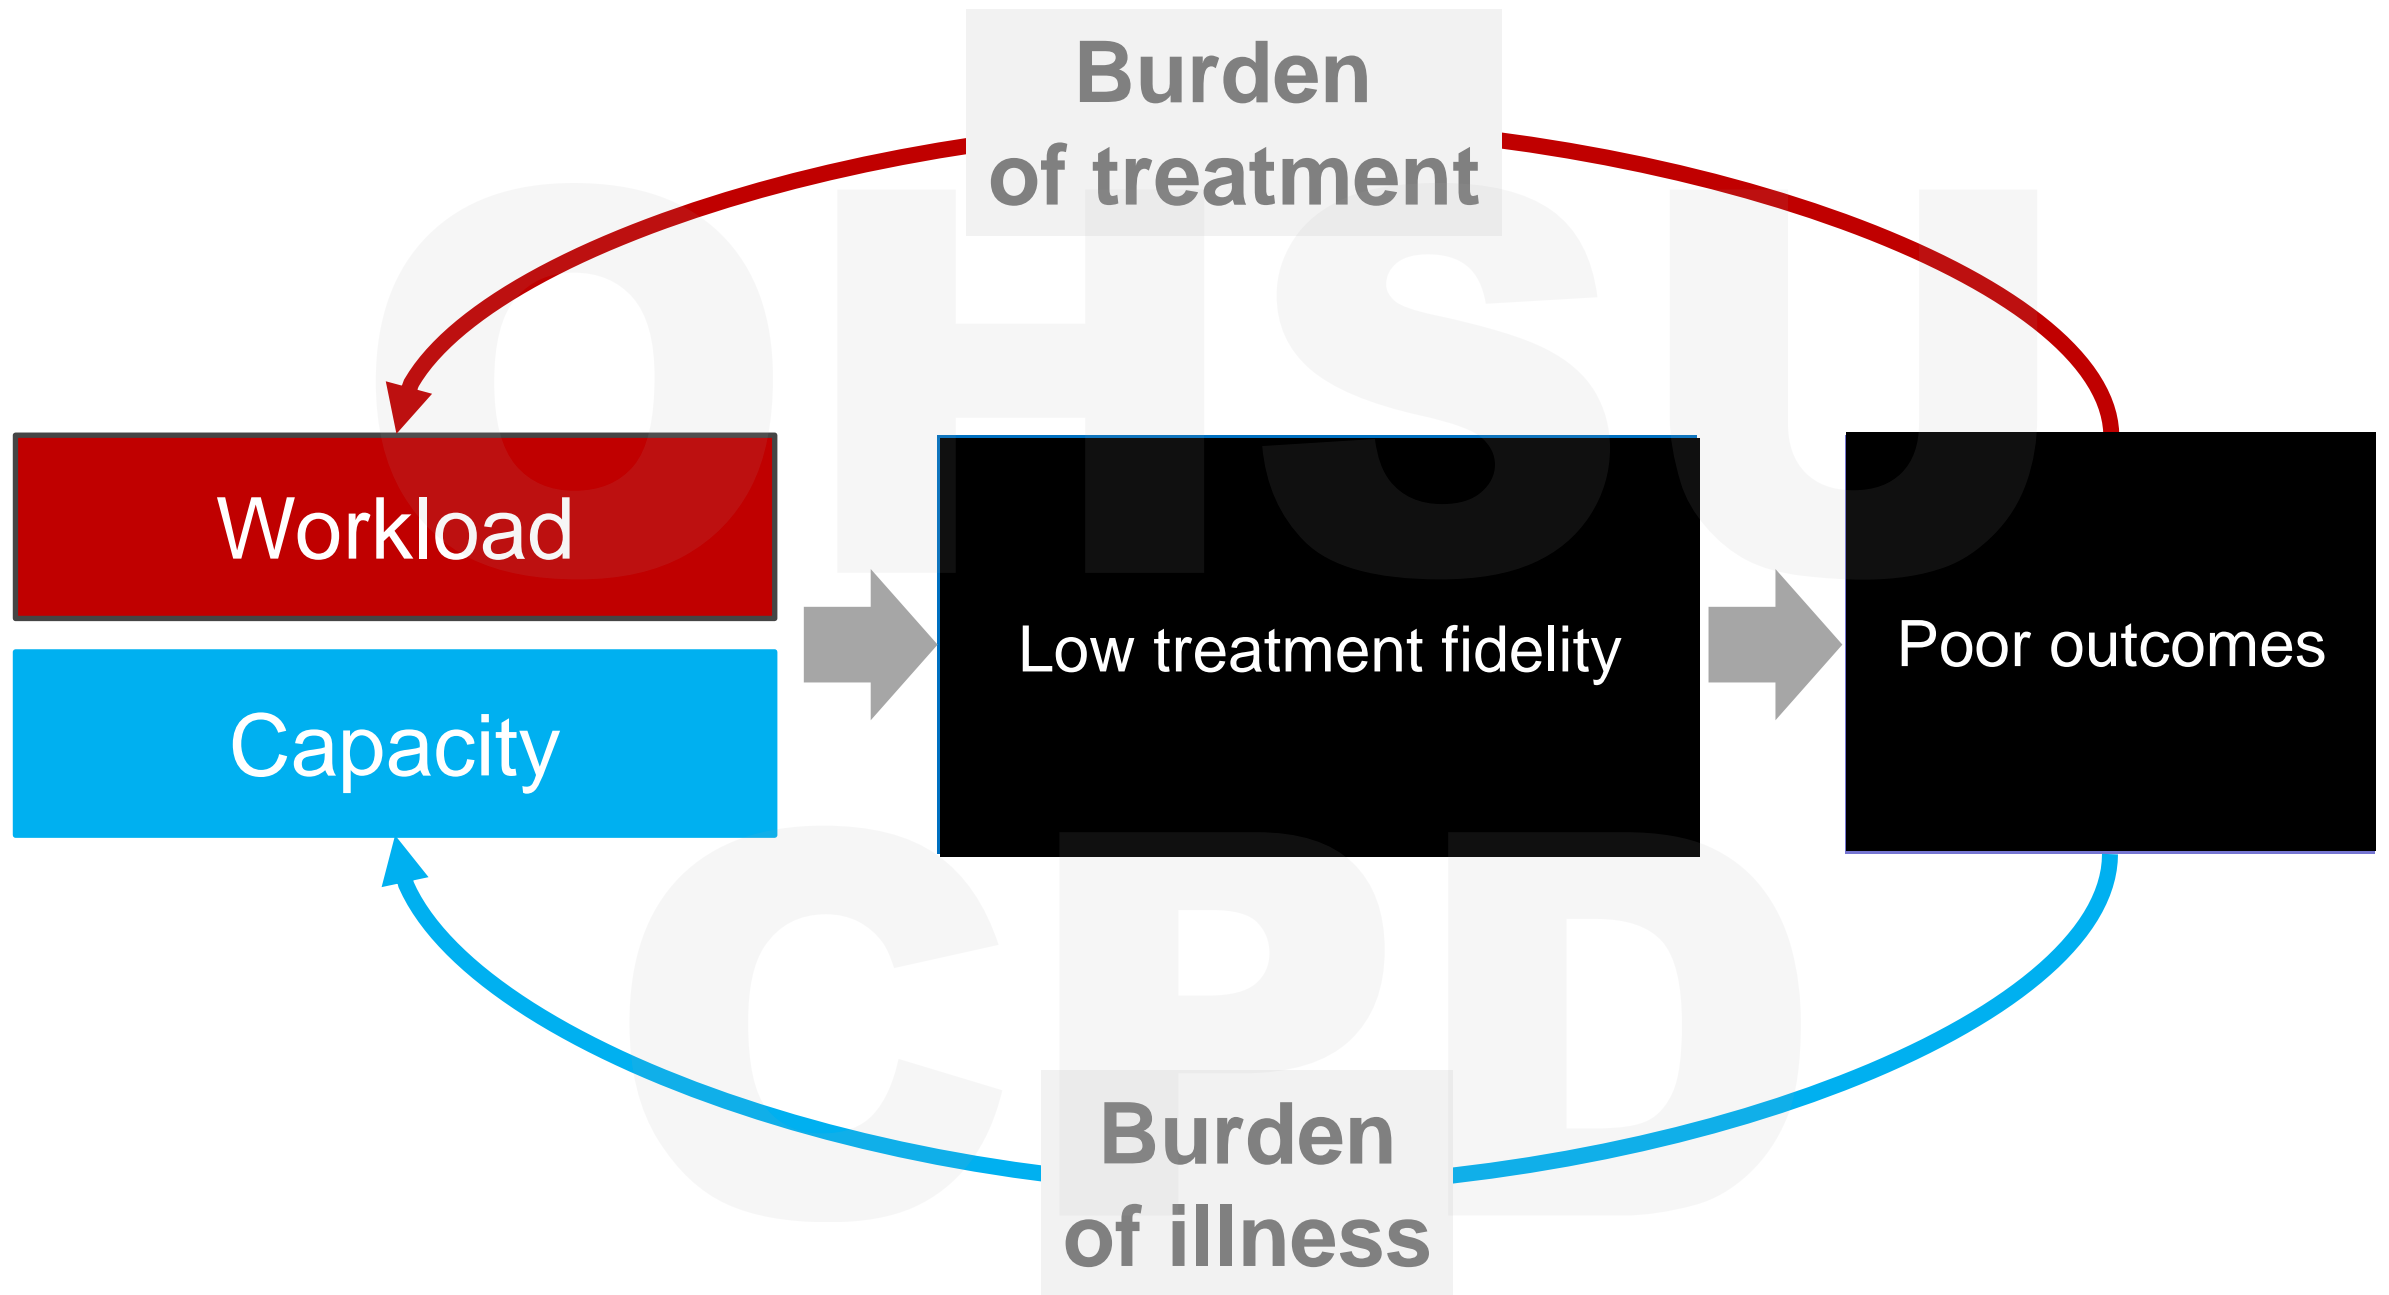 Burden
of treatment
OHSU
Workload
Capacity
Low treatment fidelity
Poor outcomes
CPD
Burden
of illness